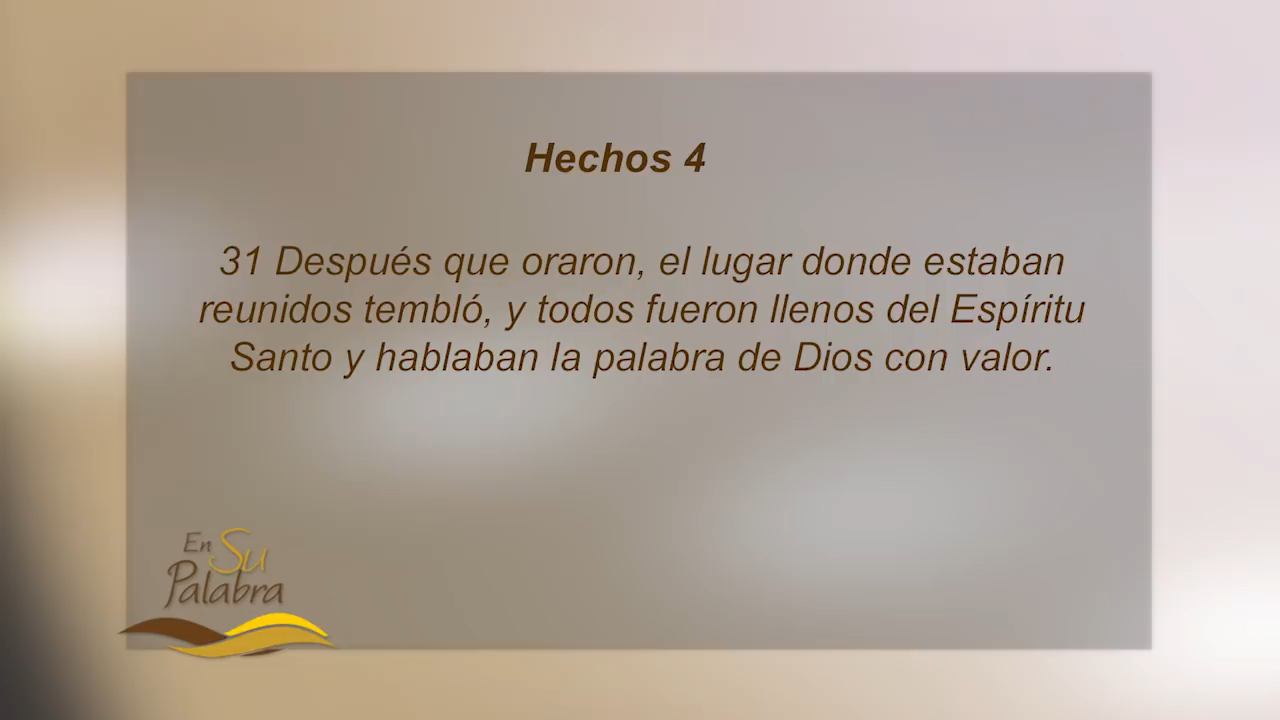 Hechos 4
31 Después que oraron, el lugar donde estaban
reunidos tembló, y todos fueron llenos del Espíritu
Santo y hablaban la palabra de Dios con valor.
En Su
Palabra